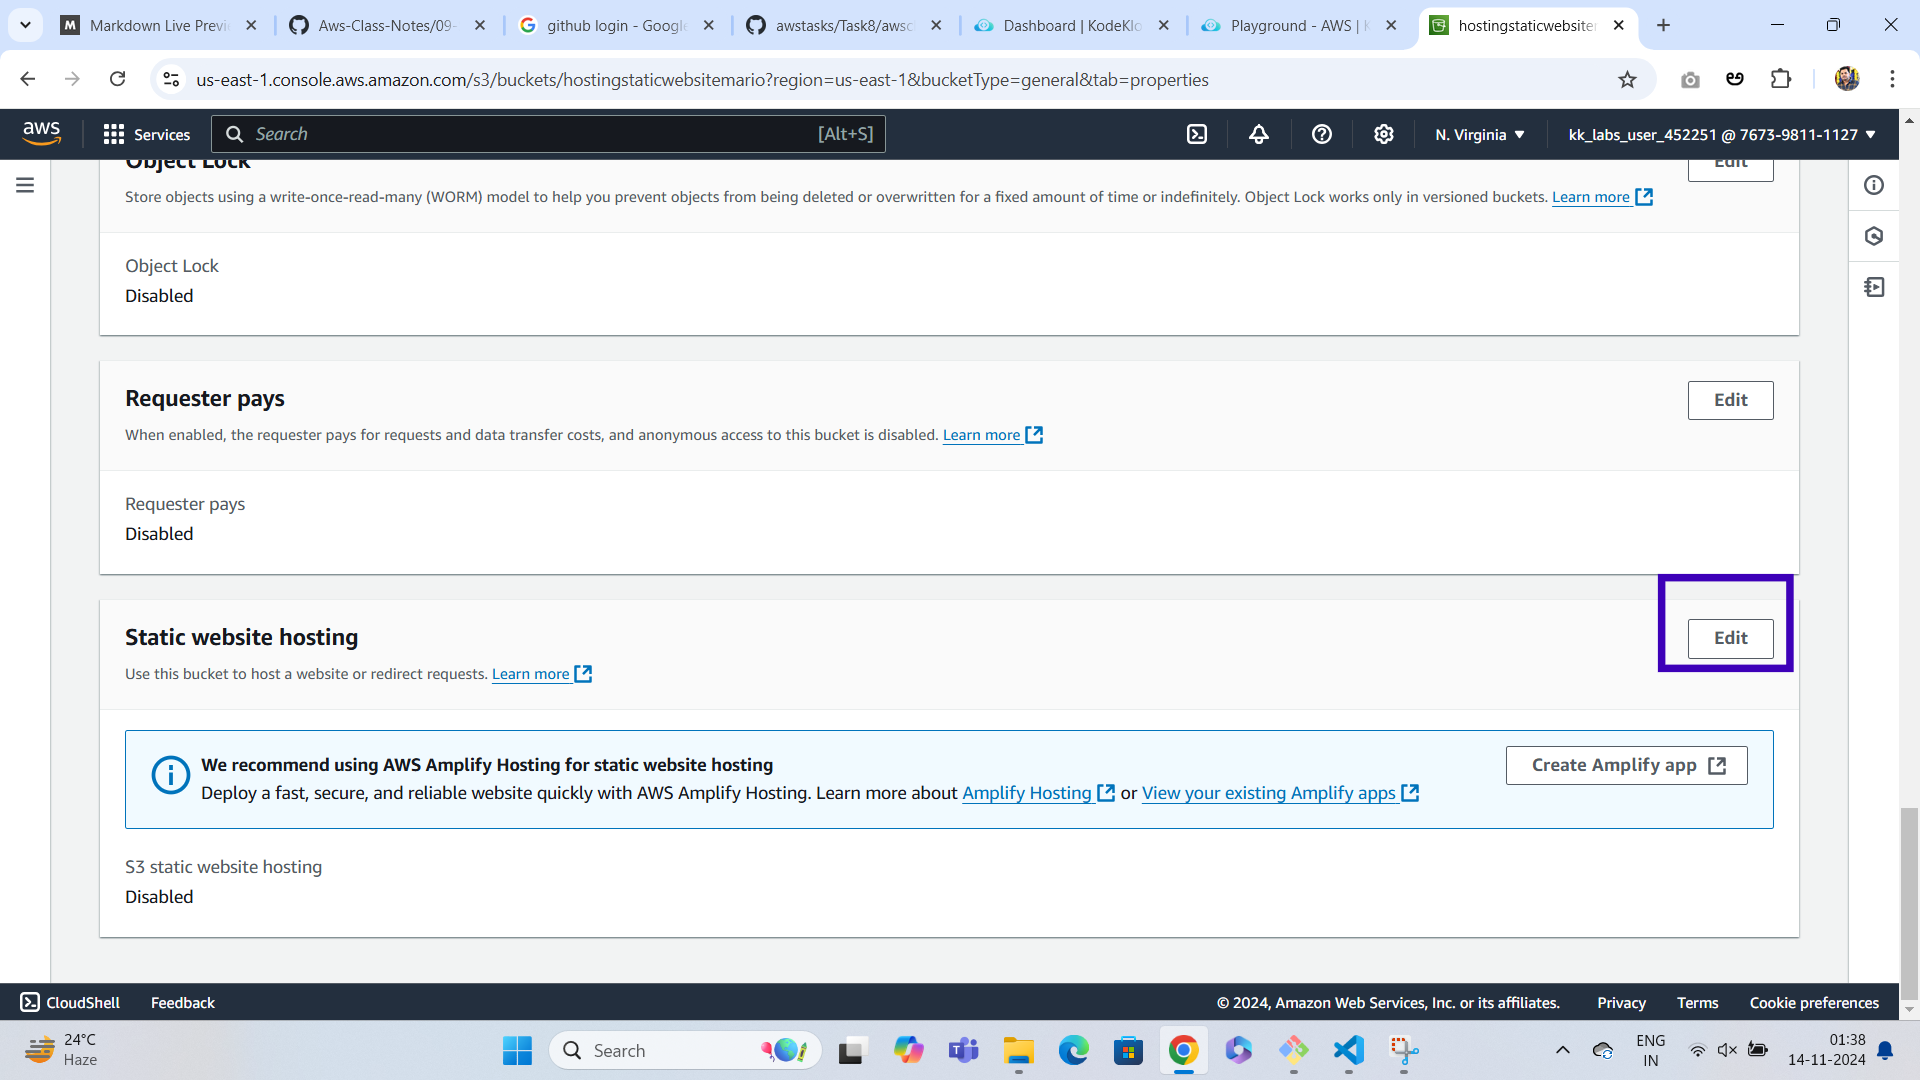 Markdown Live Previ
Aws-Class-Notes/09-
github login - Google
awstasks/Task8/awsc
Dashboard | KodeKlo
Playground - AWS | K
hostingstaticwebsiter
us-east-1.console.aws.amazon.com/s3/buckets/hostingstaticwebsitemario?region=us-east-1&bucketType=general&tab=properties
aws
Services
Search
[Alt+S]
N. Virginia
kk_labs_user_452251 @ 7673-9811-1127
Object Lock
Edit
Store objects using a write-once-read-many (WORM) model to help you prevent objects from being deleted or overwritten for a fixed amount of time or indefinitely. Object Lock works only in versioned buckets. Learn more
Object Lock
Disabled
Requester pays
Edit
When enabled, the requester pays for requests and data transfer costs, and anonymous access to this bucket is disabled. Learn more
Requester pays
Disabled
Static website hosting
Edit
Use this bucket to host a website or redirect requests. Learn more
We recommend using AWS Amplify Hosting for static website hosting
Create Amplify app
Deploy a fast, secure, and reliable website quickly with AWS Amplify Hosting. Learn more about Amplify Hosting or View your existing Amplify apps
S3 static website hosting
Disabled
CloudShell
Feedback
© 2024, Amazon Web Services, Inc. or its affiliates.
Privacy
Terms
Cookie preferences
24°C
Haze
Search
ENG
IN
01:38
14-11-2024